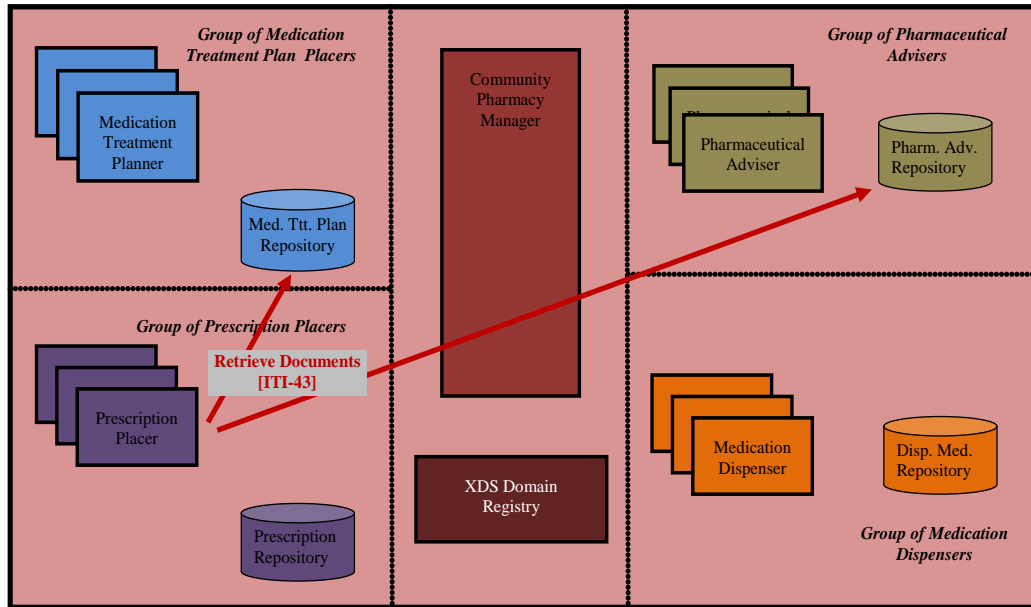 Group of Medication
Treatment Plan Placers
Medication
Treatment
Planner
Med. Ttt. Plan
Repository
Community
Pharmacy
Manager
Group of Pharmaceutical
Advisers
Pharmaceutical
Adviser
Pharm. Adv.
Repository
Group of Prescription Placers
Retrieve Documents
[ITI-43]
Prescription
Placer
Prescription
Repository
XDS Domain
Registry
Medication
Dispenser
Disp. Med.
Repository
Group of Medication
Dispensers